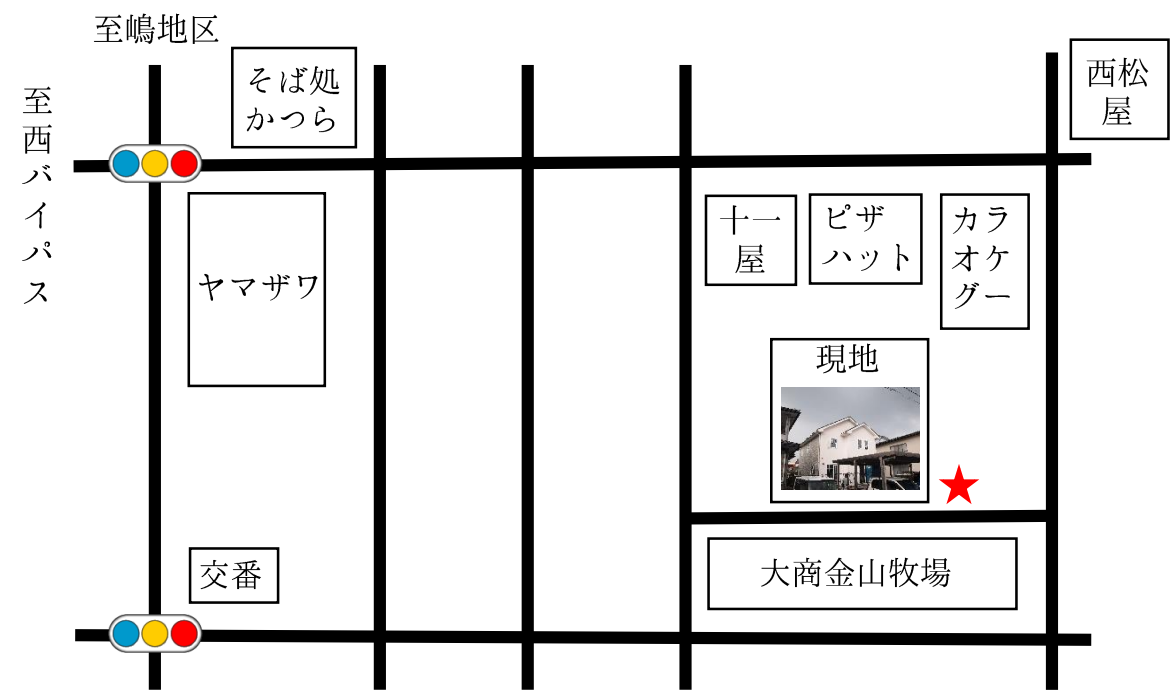 至嶋地区
至西バイパス
そば処
かつら
西松
屋
十一
屋
ピザ
ハット
カラ
オケ
グー
ヤマザワ
現地
交番
大商金山牧場